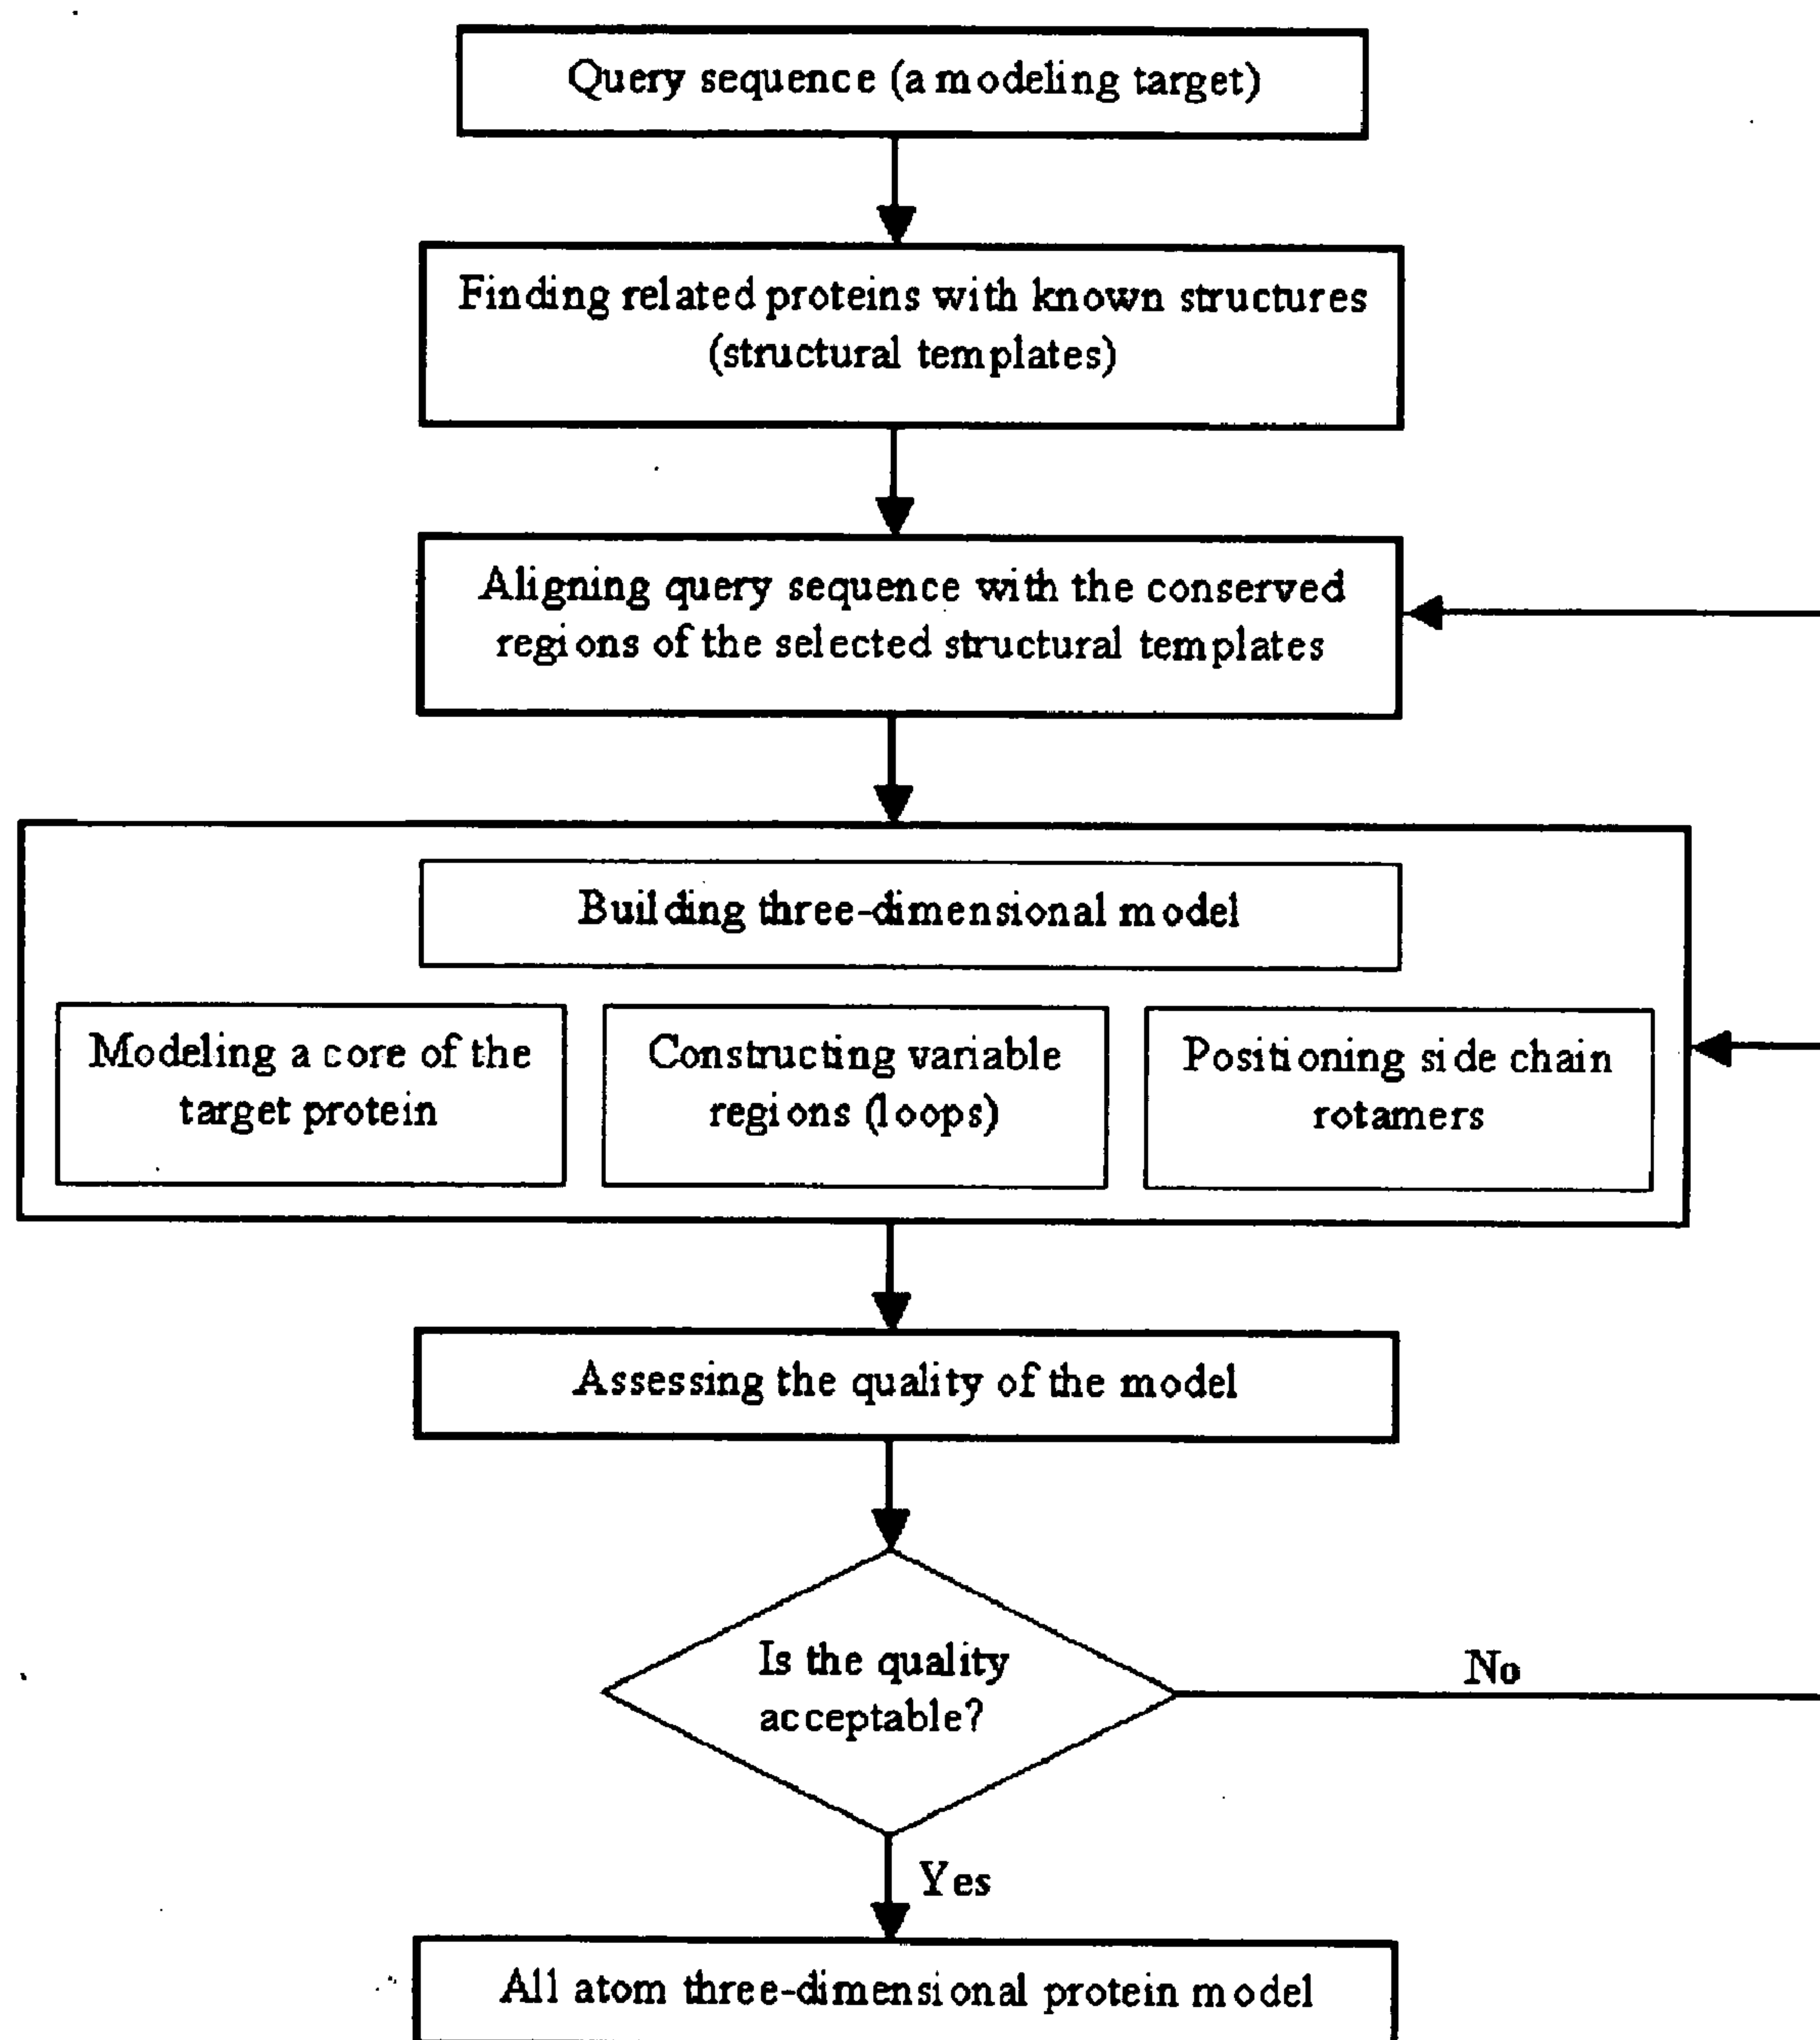 Query sequence (a modeling target)
Finding related proteins with known structures
(structural templates)
Aligning query sequence with the conserved
regions of the selected structural templates
Building three-dimensional model
Modeling a core of the
target protein
Constructing variable
regions (loops)
Positioning side chain
rotamers
Assessing the quality of the model
Is the quality
acceptable?
No
Yes
All atom three-dimensional protein model